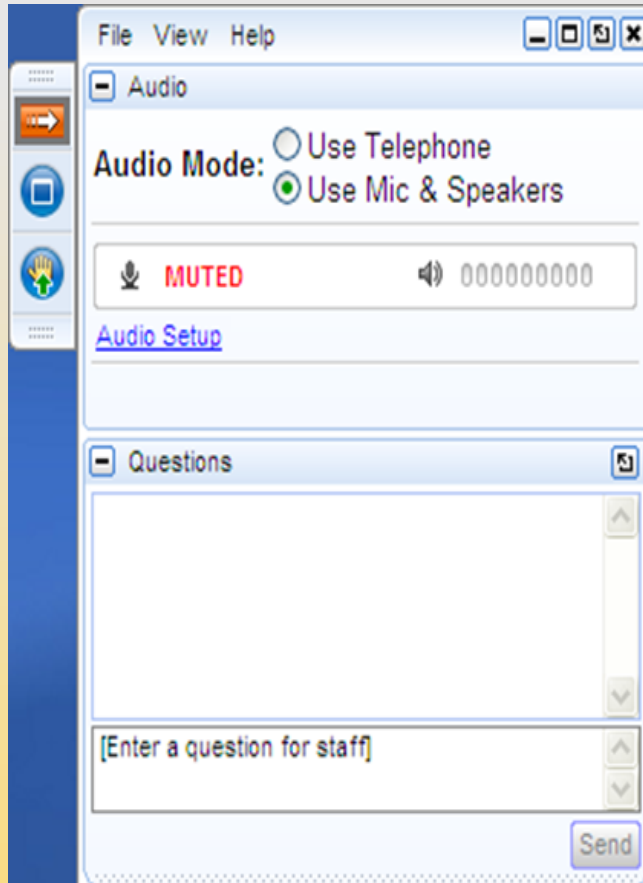 File View Help
Audio
Audio Mode: Use Telephone
Use Mic & Speakers
MUTED 000000000
Audio Setup
Questions
[Enter a question for staff]
Send